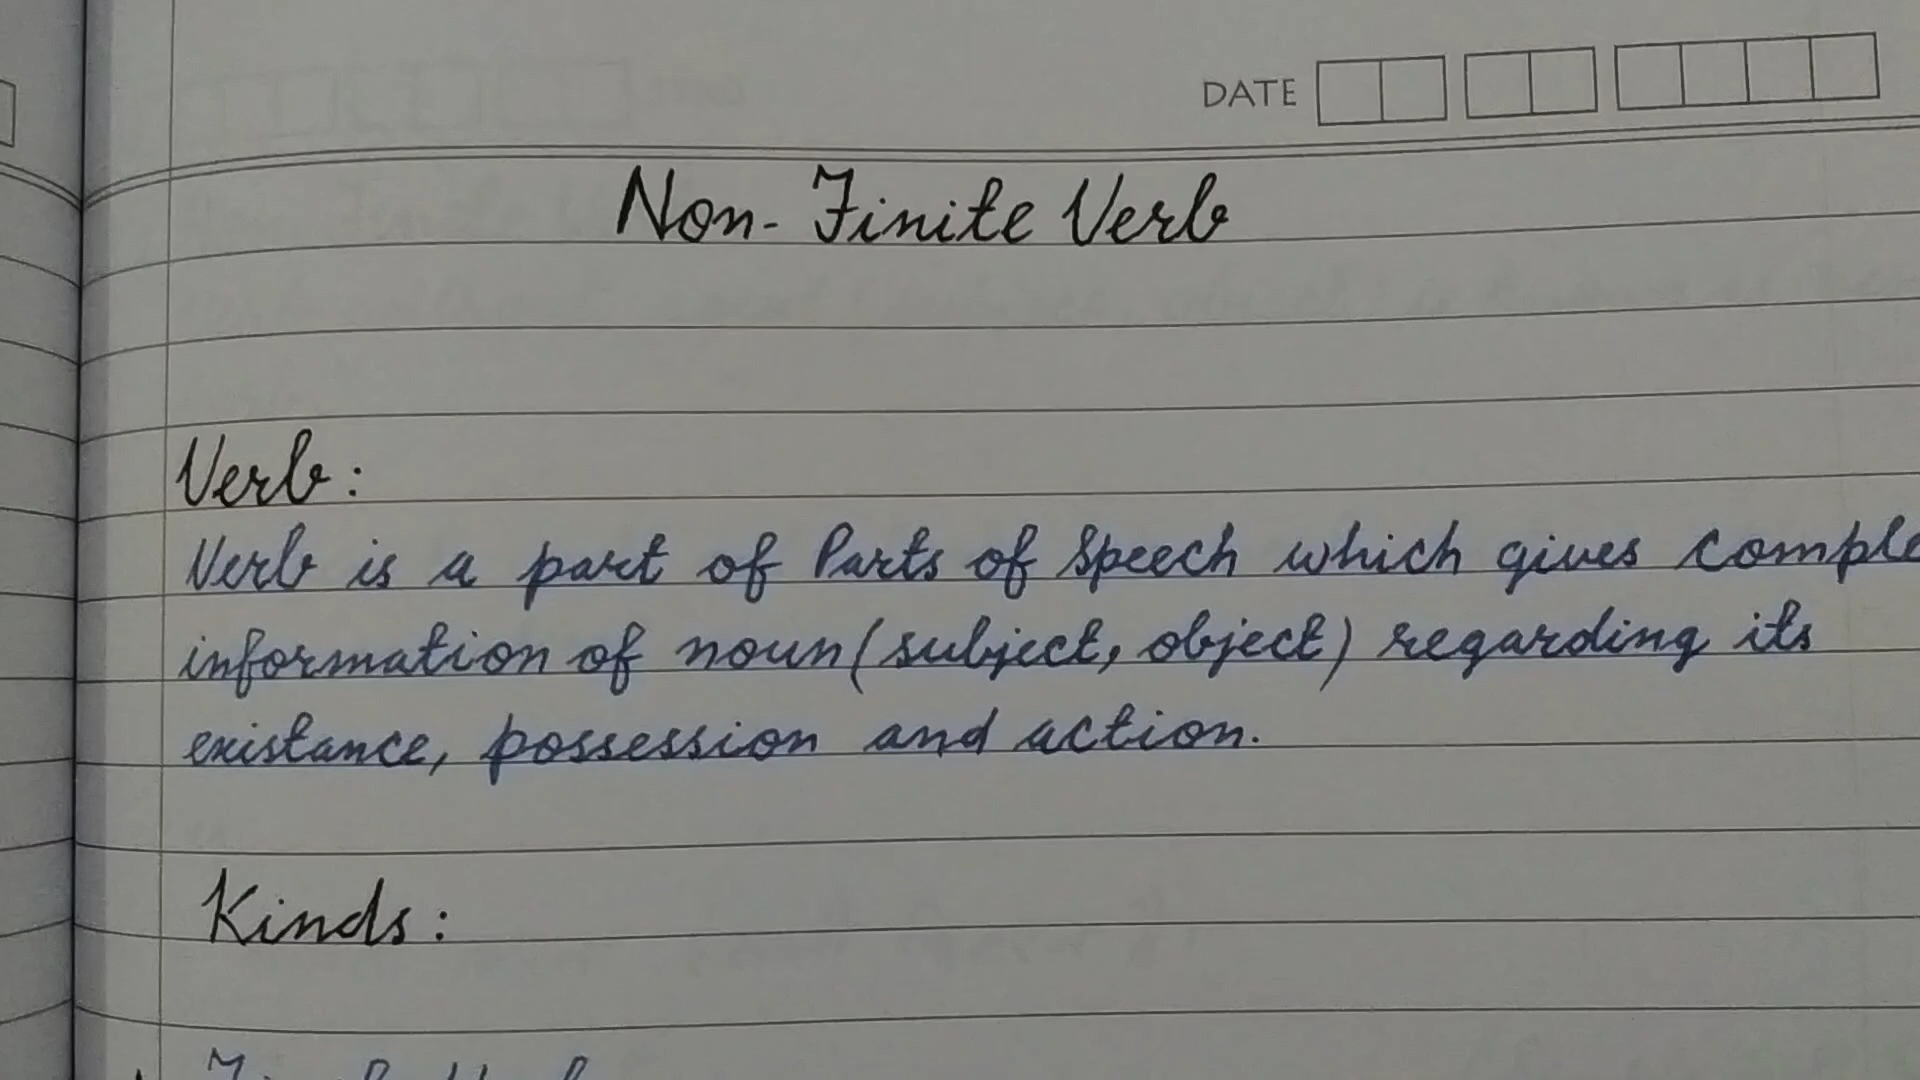 DATE
Non-Finite Verb
Verb:
Verb is a part of Parts of Speech which gives comple
information of noun (subject, object) regarding its
existance, possession and action.
Kinds: